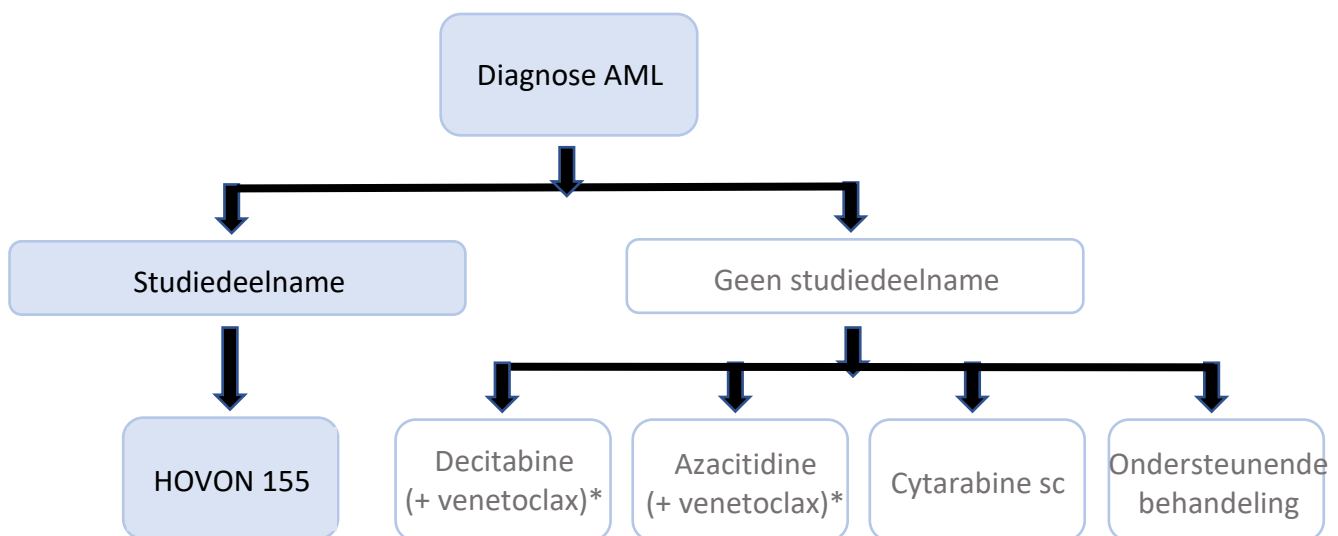 Diagnose AML
Studiedeelname
Geen studiedeelname
HOVON 155
Decitabine
(+ venetoclax)*
Azacitidine
(+ venetoclax)*
Cytarabine sc
Ondersteunende
behandeling